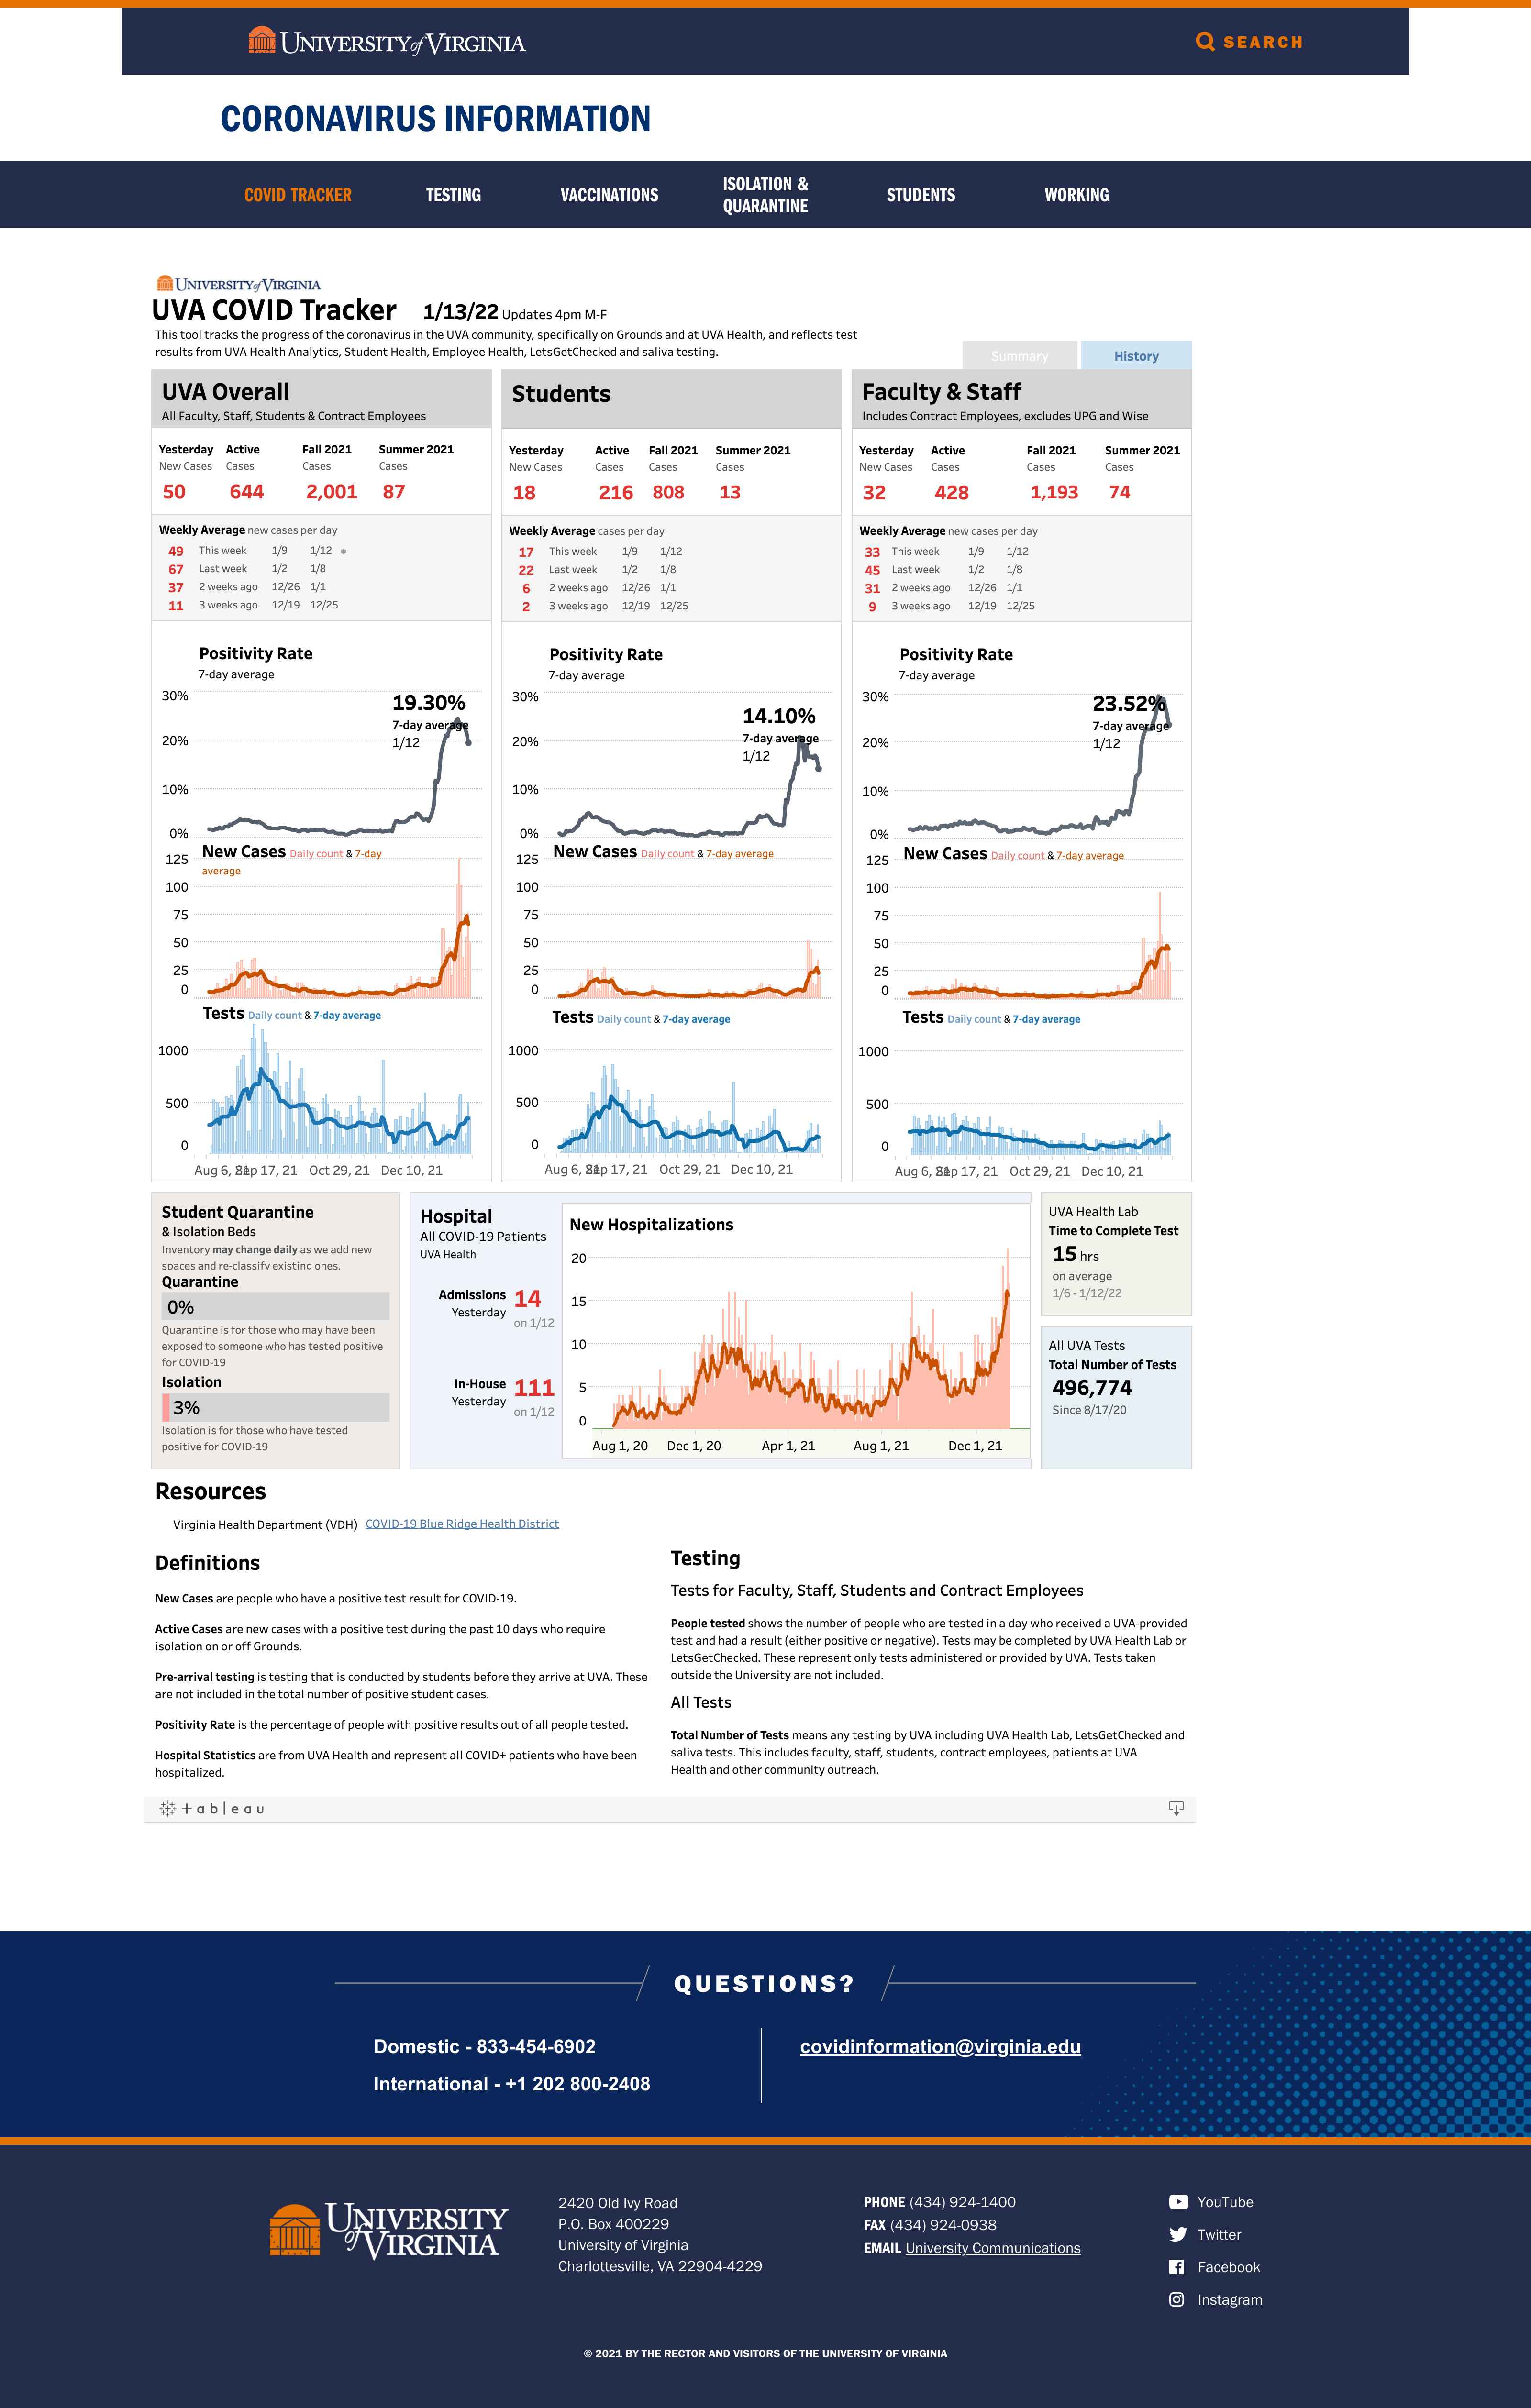 UNIVERSITY of VIRGINIA
SEARCH
CORONAVIRUS INFORMATION
COVID TRACKER
TESTING
VACCINATIONS
ISOLATION &
QUARANTINE
STUDENTS
WORKING
UNIVERSITY of VIRGINIA
UVA COVID Tracker 1/13/22 Updates 4pm M-F
This tool tracks the progress of the coronavirus in the UVA community, specifically on Grounds and at UVA Health, and reflects test
results from UVA Health Analytics, Student Health, Employee Health, LetsGetChecked and saliva testing.
Summary
History
UVA Overall
All Faculty, Staff, Students & Contract Employees
Yesterday Active Fall 2021 Summer 2021
New Cases Cases Cases Cases
50 644 2,001 87
Weekly Average new cases per day
49 This week 1/9 1/12
67 Last week 1/2 1/8
37 2 weeks ago 12/26 1/1
11 3 weeks ago 12/19 12/25
Positivity Rate
7-day average
30%
20%
10%
0%
19.30%
7-day average
1/12
New Cases Daily count & 7-day
average
125
100
75
50
25
0
Tests Daily count & 7-day average
1000
500
0
Aug 6, 21 Sep 17, 21 Oct 29, 21 Dec 10, 21
Students
Yesterday Active Fall 2021 Summer 2021
New Cases Cases Cases Cases
18 216 808 13
Weekly Average cases per day
17 This week 1/9 1/12
22 Last week 1/2 1/8
6 2 weeks ago 12/26 1/1
2 3 weeks ago 12/19 12/25
Positivity Rate
7-day average
30%
20%
10%
0%
14.10%
7-day average
1/12
New Cases Daily count & 7-day average
125
100
75
50
25
0
Tests Daily count & 7-day average
1000
500
0
Aug 6, 21 Sep 17, 21 Oct 29, 21 Dec 10, 21
Faculty & Staff
Includes Contract Employees, excludes UPG and Wise
Yesterday Active Fall 2021 Summer 2021
New Cases Cases Cases Cases
32 428 1,193 74
Weekly Average new cases per day
33 This week 1/9 1/12
45 Last week 1/2 1/8
31 2 weeks ago 12/26 1/1
9 3 weeks ago 12/19 12/25
Positivity Rate
7-day average
30%
20%
10%
0%
23.52%
7-day average
1/12
New Cases Daily count & 7-day average
125
100
75
50
25
0
Tests Daily count & 7-day average
1000
500
0
Aug 6, 21 Sep 17, 21 Oct 29, 21 Dec 10, 21
Student Quarantine
& Isolation Beds
Inventory may change daily as we add new
spaces and re-classify existing ones.
Quarantine
0%
Quarantine is for those who may have been
exposed to someone who has tested positive
for COVID-19
Isolation
3%
Isolation is for those who have tested
positive for COVID-19
Hospital
All COVID-19 Patients
UVA Health
Admissions 14
Yesterday on 1/12
In-House 111
Yesterday on 1/12
New Hospitalizations
20
15
10
5
0
Aug 1, 20 Dec 1, 20 Apr 1, 21 Aug 1, 21 Dec 1, 21
UVA Health Lab
Time to Complete Test
15 hrs
on average
1/6 - 1/12/22
All UVA Tests
Total Number of Tests
496,774
Since 8/17/20
Resources
Virginia Health Department (VDH) COVID-19 Blue Ridge Health District
Definitions
New Cases are people who have a positive test result for COVID-19.
Active Cases are new cases with a positive test during the past 10 days who require
isolation on or off Grounds.
Pre-arrival testing is testing that is conducted by students before they arrive at UVA. These
are not included in the total number of positive student cases.
Positivity Rate is the percentage of people with positive results out of all people tested.
Hospital Statistics are from UVA Health and represent all COVID+ patients who have been
hospitalized.
Testing
Tests for Faculty, Staff, Students and Contract Employees
People tested shows the number of people who are tested in a day who received a UVA-provided
test and had a result (either positive or negative). Tests may be completed by UVA Health Lab or
LetsGetChecked. These represent only tests administered or provided by UVA. Tests taken
outside the University are not included.
All Tests
Total Number of Tests means any testing by UVA including UVA Health Lab, LetsGetChecked and
saliva tests. This includes faculty, staff, students, contract employees, patients at UVA
Health and other community outreach.
+ableau
QUESTIONS?
Domestic - 833-454-6902
International - +1 202 800-2408
covidinformation@virginia.edu
UNIVERSITY
of VIRGINIA
2420 Old Ivy Road
P.O. Box 400229
University of Virginia
Charlottesville, VA 22904-4229
PHONE (434) 924-1400
FAX (434) 924-0938
EMAIL University Communications
YouTube
Twitter
Facebook
Instagram
© 2021 BY THE RECTOR AND VISITORS OF THE UNIVERSITY OF VIRGINIA